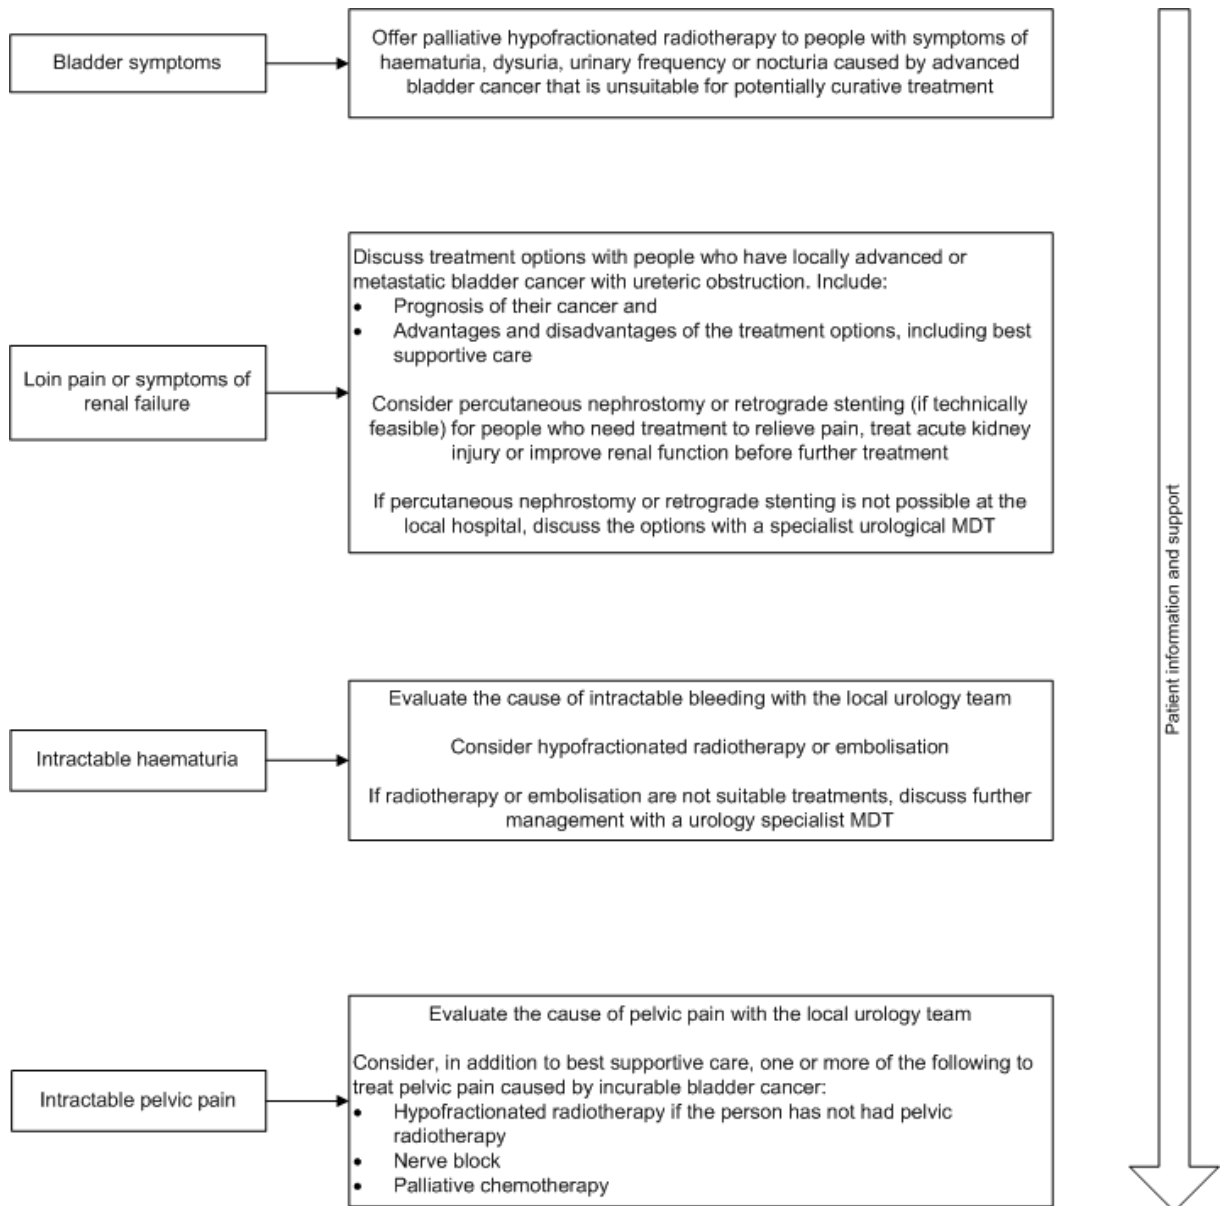 Bladder symptoms
Offer palliative hypofractionated radiotherapy to people with symptoms of
haematuria, dysuria, urinary frequency or nocturia caused by advanced
bladder cancer that is unsuitable for potentially curative treatment
Loin pain or symptoms of
renal failure
Discuss treatment options with people who have locally advanced or
metastatic bladder cancer with ureteric obstruction. Include:
• Prognosis of their cancer and
• Advantages and disadvantages of the treatment options, including best
supportive care
Consider percutaneous nephrostomy or retrograde stenting (if technically
feasible) for people who need treatment to relieve pain, treat acute kidney
injury or improve renal function before further treatment
If percutaneous nephrostomy or retrograde stenting is not possible at the
local hospital, discuss the options with a specialist urological MDT
Intractable haematuria
Evaluate the cause of intractable bleeding with the local urology team
Consider hypofractionated radiotherapy or embolisation
If radiotherapy or embolisation are not suitable treatments, discuss further
management with a urology specialist MDT
Intractable pelvic pain
Evaluate the cause of pelvic pain with the local urology team
Consider, in addition to best supportive care, one or more of the following to
treat pelvic pain caused by incurable bladder cancer:
• Hypofractionated radiotherapy if the person has not had pelvic
radiotherapy
• Nerve block
• Palliative chemotherapy
Patient information and support